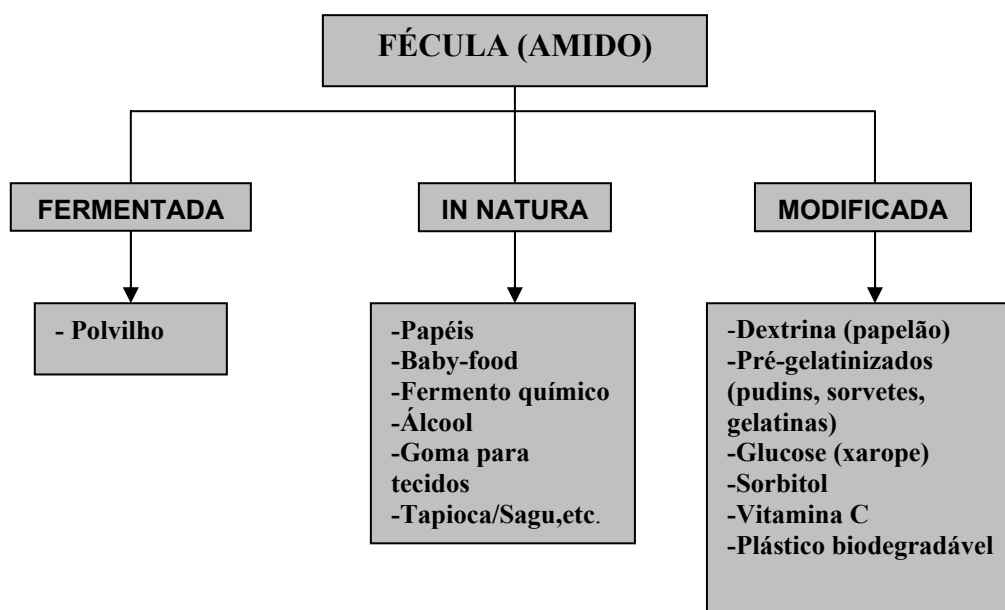 FÉCULA (AMIDO)
FERMENTADA
- Polvilho
IN NATURA
-Papéis
-Baby-food
-Fermento químico
-Álcool
-Goma para
tecidos
-Tapioca/Sagu,etc.
MODIFICADA
-Dextrina (papelão)
-Pré-gelatinizados
(pudins, sorvetes,
gelatinas)
-Glucose (xarope)
-Sorbitol
-Vitamina C
-Plástico biodegradável